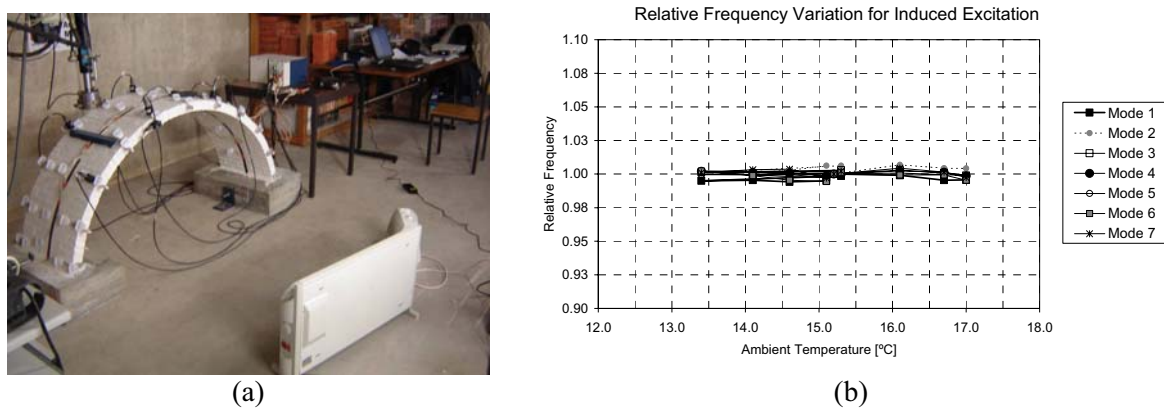 Relative Frequency Variation for Induced Excitation
1.10
1.08
1.05
1.03
1.00
0.98
0.95
0.93
0.90
Relative Frequency
12.0 13.0 14.0 15.0 16.0 17.0 18.0
Ambient Temperature [ºC]
Mode 1
Mode 2
Mode 3
Mode 4
Mode 5
Mode 6
Mode 7
(a) (b)